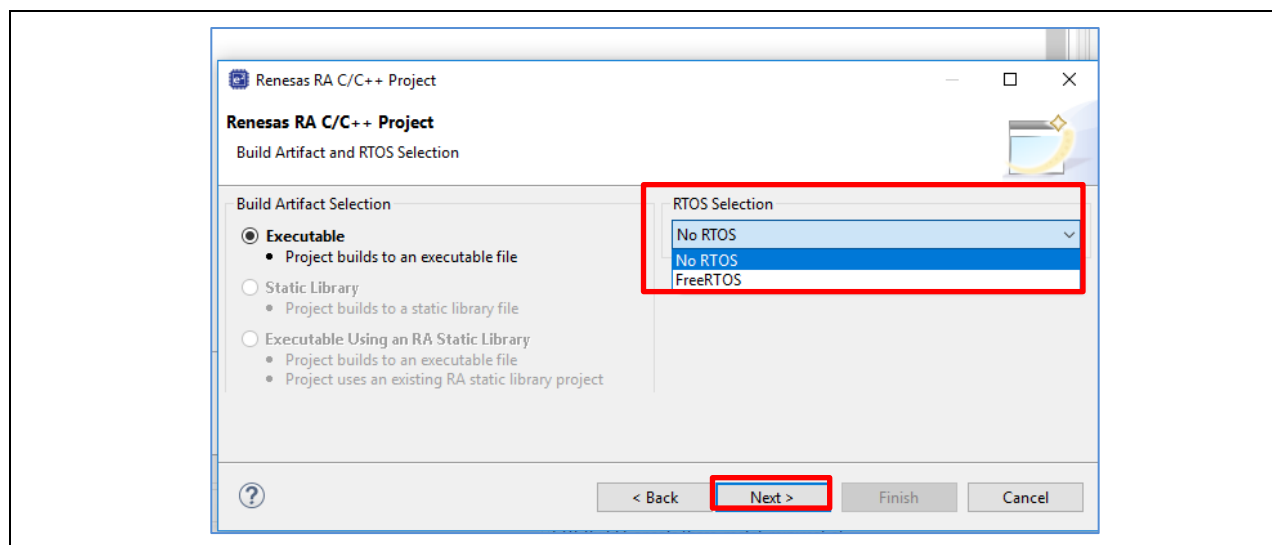 Renesas RA C/C++ Project
Renesas RA C/C++ Project
Build Artifact and RTOS Selection
Build Artifact Selection
Executable
• Project builds to an executable file
Static Library
• Project builds to a static library file
Executable Using an RA Static Library
• Project builds to an executable file
• Project uses an existing RA static library project
RTOS Selection
No RTOS
No RTOS
FreeRTOS
?
< Back
Next >
Finish
Cancel